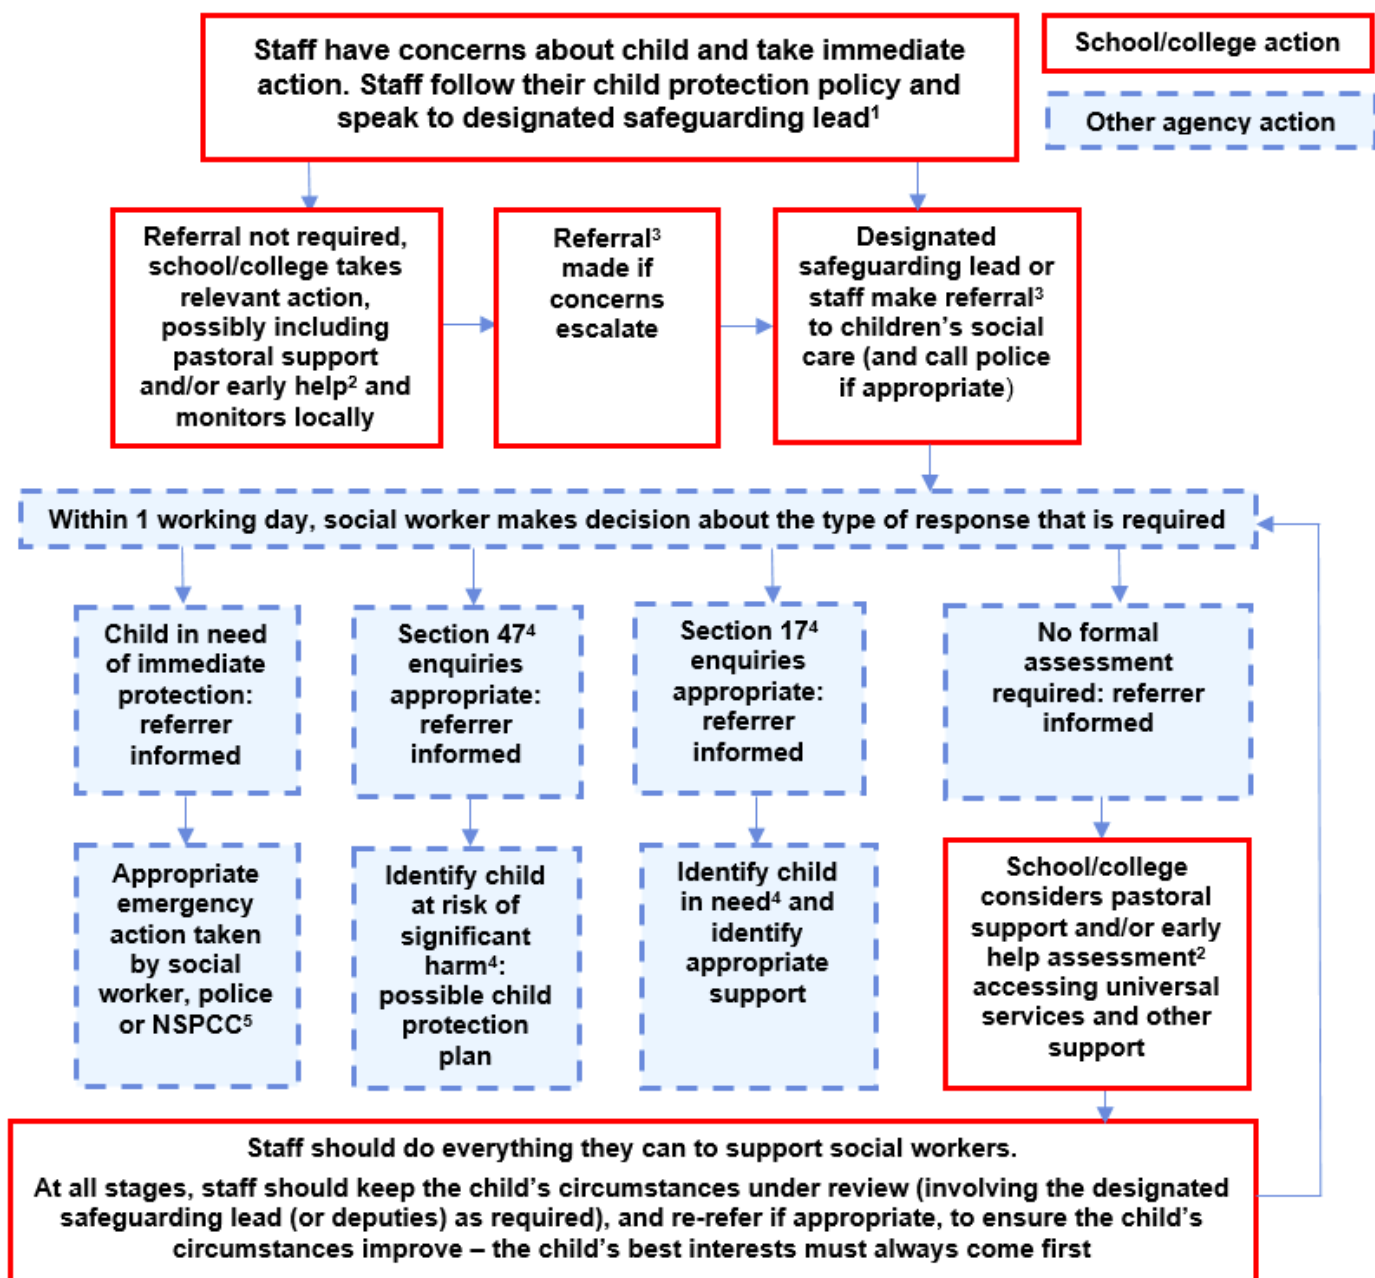 Staff have concerns about child and take immediate
action. Staff follow their child protection policy and
speak to designated safeguarding lead¹
School/college action
Other agency action
Referral not required,
school/college takes
relevant action,
possibly including
pastoral support
and/or early help² and
monitors locally
Referral³
made if
concerns
escalate
Designated
safeguarding lead or
staff make referral³
to children’s social
care (and call police
if appropriate)
Within 1 working day, social worker makes decision about the type of response that is required
Child in need
of immediate
protection:
referrer
informed
Section 47⁴
enquiries
appropriate:
referrer
informed
Section 17⁴
enquiries
appropriate:
referrer
informed
No formal
assessment
required: referrer
informed
Appropriate
emergency
action taken
by social
worker, police
or NSPCC⁵
Identify child
at risk of
significant
harm⁴:
possible child
protection
plan
Identify child
in need⁴ and
identify
appropriate
support
School/college
considers pastoral
support and/or early
help assessment²
accessing universal
services and other
support
Staff should do everything they can to support social workers.
At all stages, staff should keep the child’s circumstances under review (involving the designated
safeguarding lead (or deputies) as required), and re-refer if appropriate, to ensure the child’s
circumstances improve – the child’s best interests must always come first